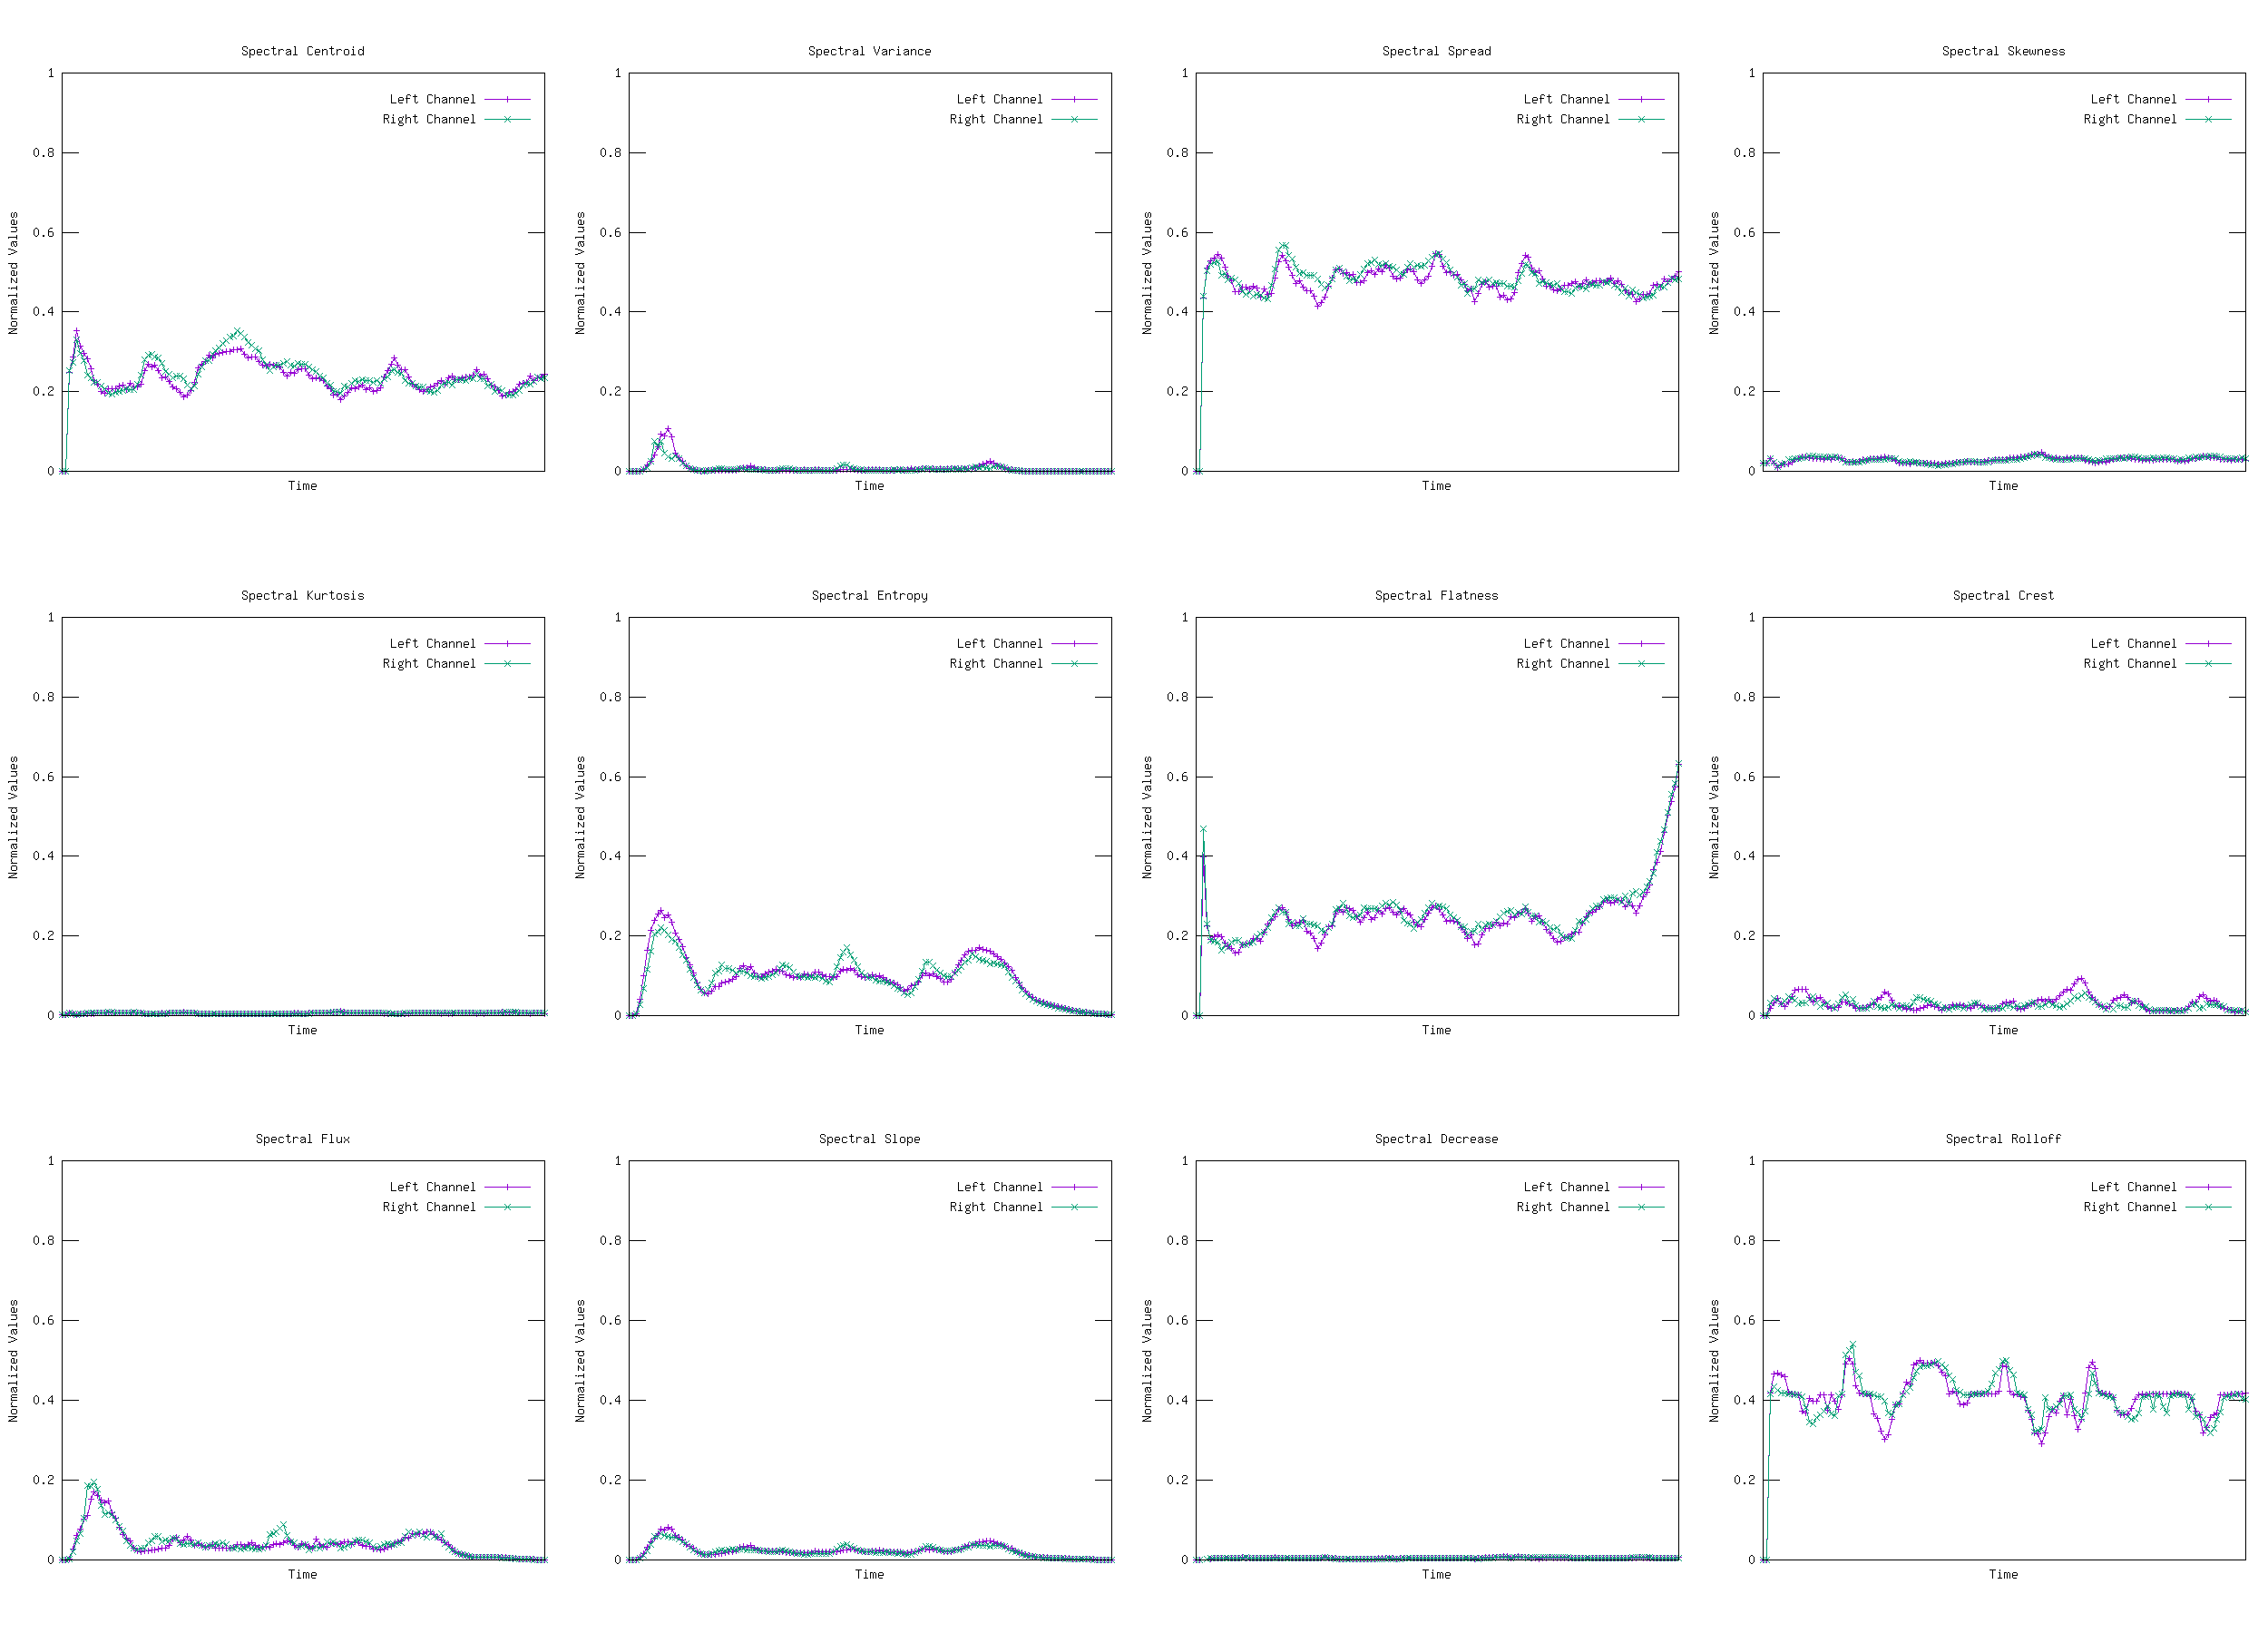 Spectral Centroid
1
0.8
0.6
0.4
0.2
0
Normalized Values
Time
Left Channel
Right Channel
Spectral Variance
1
0.8
0.6
0.4
0.2
0
Normalized Values
Time
Left Channel
Right Channel
Spectral Spread
1
0.8
0.6
0.4
0.2
0
Normalized Values
Time
Left Channel
Right Channel
Spectral Skewness
1
0.8
0.6
0.4
0.2
0
Normalized Values
Time
Left Channel
Right Channel
Spectral Kurtosis
1
0.8
0.6
0.4
0.2
0
Normalized Values
Time
Left Channel
Right Channel
Spectral Entropy
1
0.8
0.6
0.4
0.2
0
Normalized Values
Time
Left Channel
Right Channel
Spectral Flatness
1
0.8
0.6
0.4
0.2
0
Normalized Values
Time
Left Channel
Right Channel
Spectral Crest
1
0.8
0.6
0.4
0.2
0
Normalized Values
Time
Left Channel
Right Channel
Spectral Flux
1
0.8
0.6
0.4
0.2
0
Normalized Values
Time
Left Channel
Right Channel
Spectral Slope
1
0.8
0.6
0.4
0.2
0
Normalized Values
Time
Left Channel
Right Channel
Spectral Decrease
1
0.8
0.6
0.4
0.2
0
Normalized Values
Time
Left Channel
Right Channel
Spectral Rolloff
1
0.8
0.6
0.4
0.2
0
Normalized Values
Time
Left Channel
Right Channel